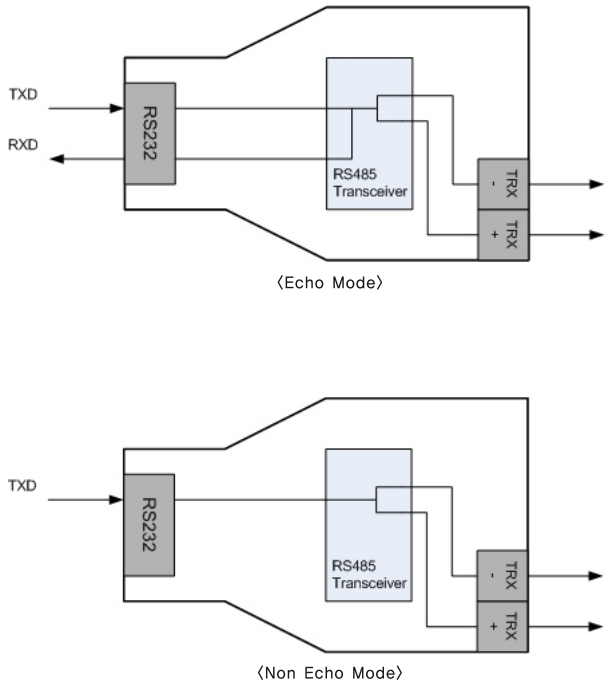 TXD
RXD
RS232
RS485
Transceiver
- TRX
+ TRX
〈Echo Mode〉
TXD
RS232
RS485
Transceiver
- TRX
+ TRX
〈Non Echo Mode〉